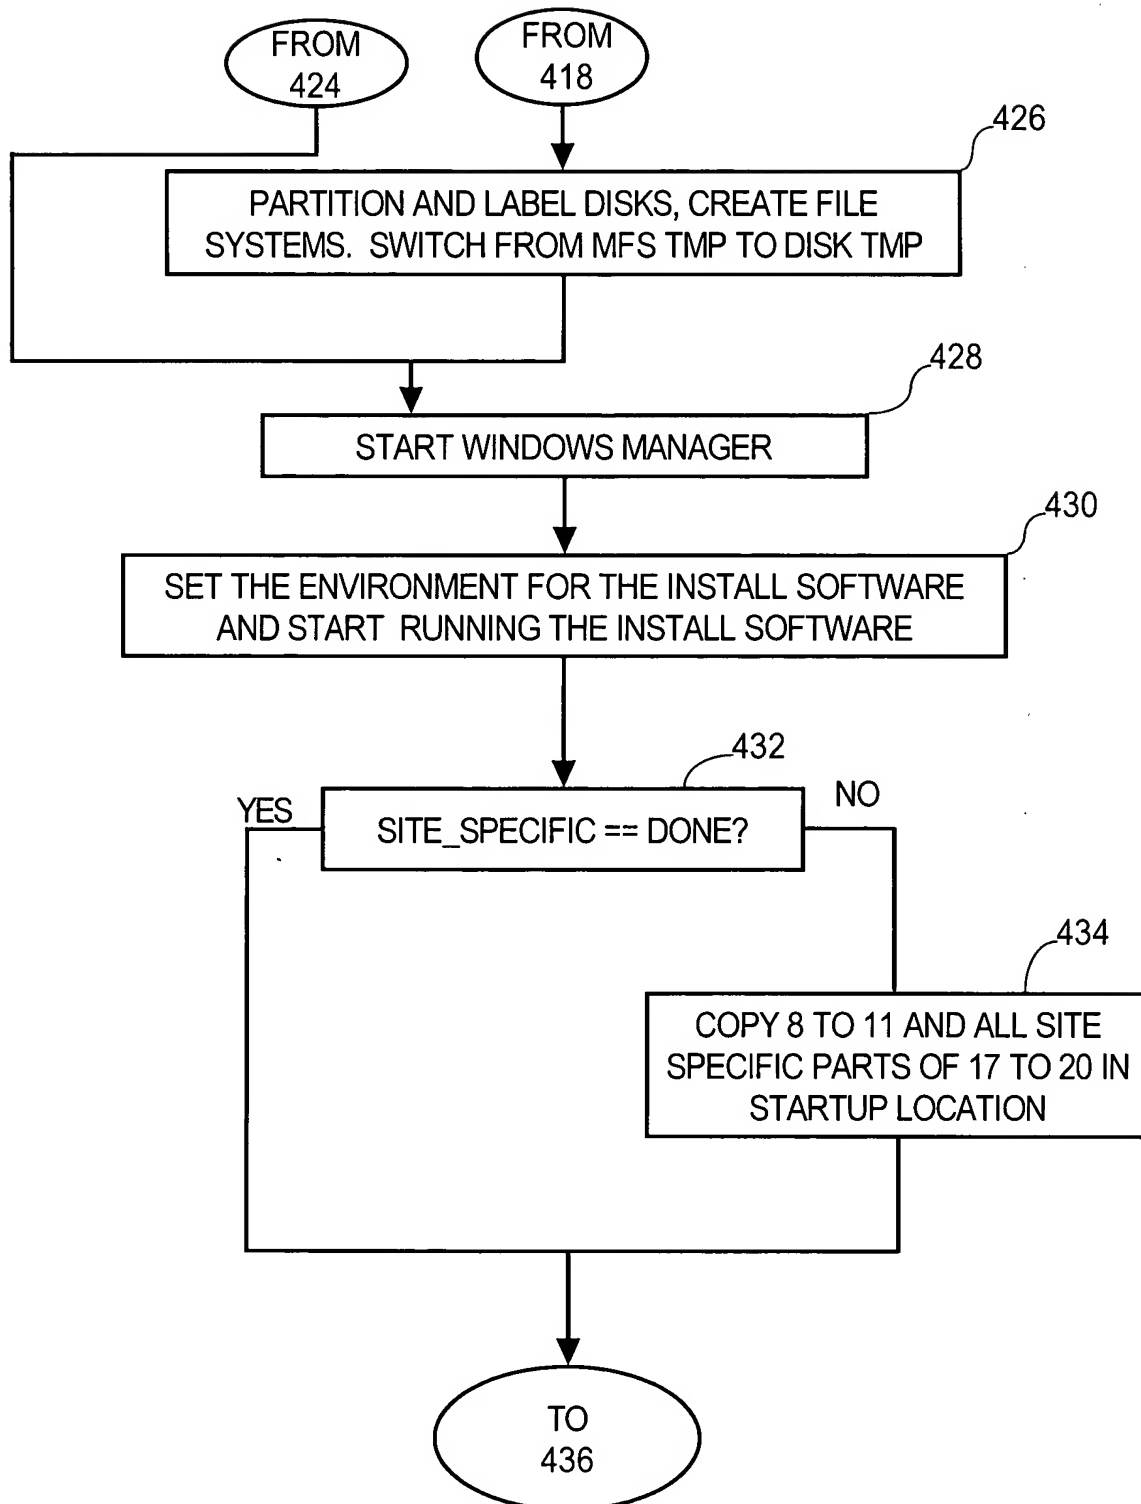 FROM
424
FROM
418
426
PARTITION AND LABEL DISKS, CREATE FILE
SYSTEMS. SWITCH FROM MFS TMP TO DISK TMP
428
START WINDOWS MANAGER
430
SET THE ENVIRONMENT FOR THE INSTALL SOFTWARE
AND START RUNNING THE INSTALL SOFTWARE
432
YES
SITE_SPECIFIC == DONE?
NO
434
COPY 8 TO 11 AND ALL SITE
SPECIFIC PARTS OF 17 TO 20 IN
STARTUP LOCATION
TO
436